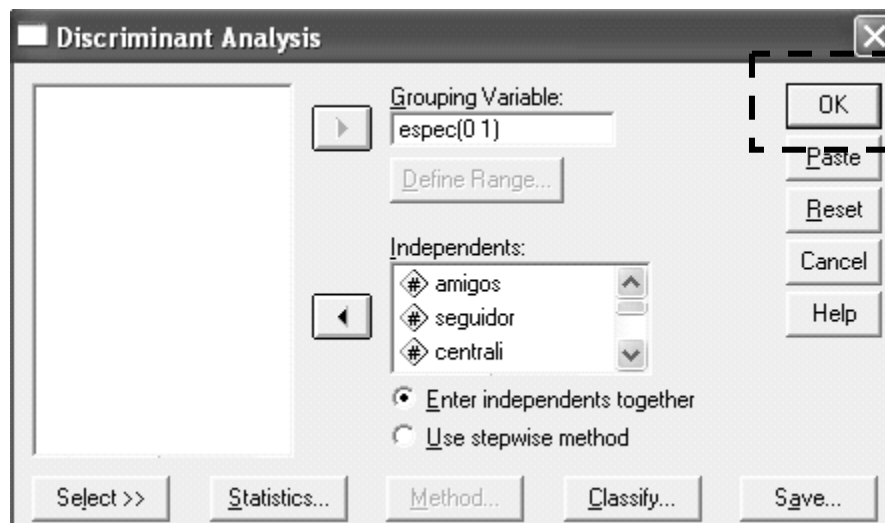 Discriminant Analysis
Grouping Variable:
espec(0 1)
Define Range...
Independents:
amigos
seguidor
centrali
Enter independents together
Use stepwise method
OK
Paste
Reset
Cancel
Help
Select >>
Statistics...
Method...
Classify...
Save...